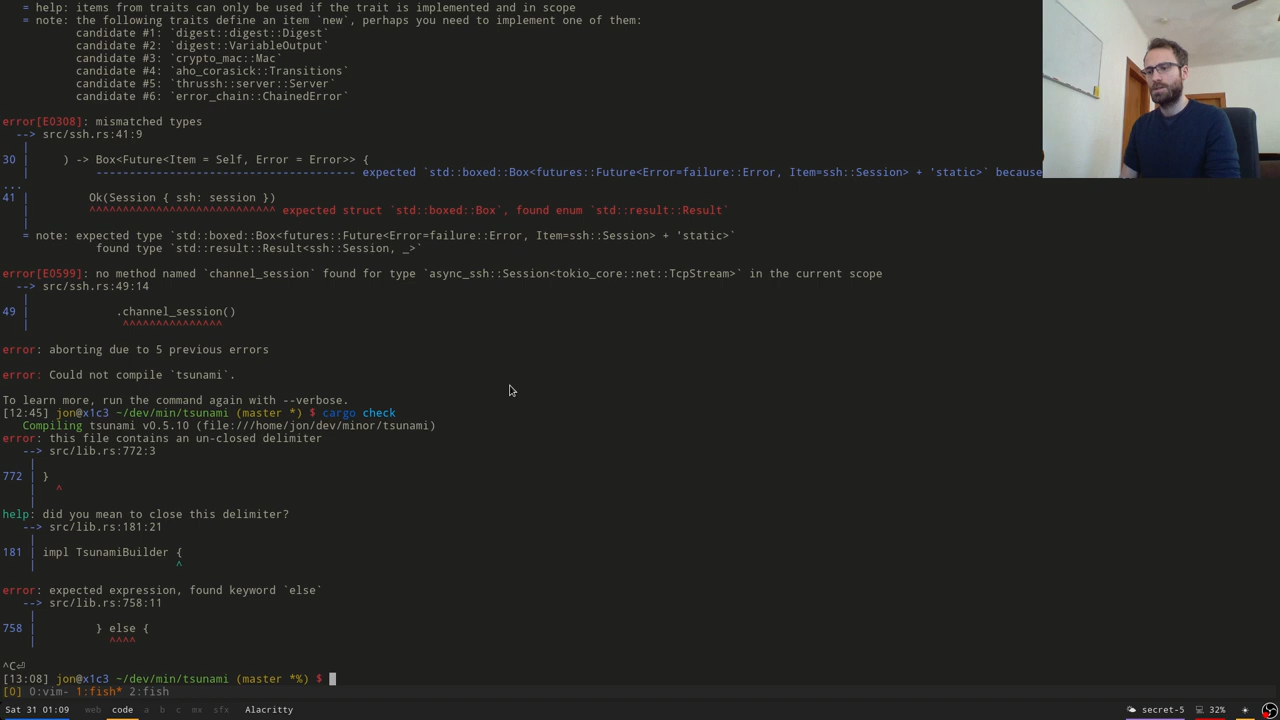 = help: items from traits can only be used if the trait is implemented and in scope
= note: the following traits define an item `new`, perhaps you need to implement one of them:
candidate #1: `digest::digest::Digest`
candidate #2: `digest::VariableOutput`
candidate #3: `crypto_mac::Mac`
candidate #4: `aho_corasick::Transitions`
candidate #5: `thrussh::server::Server`
candidate #6: `error_chain::ChainedError`
error[E0308]: mismatched types
--> src/ssh.rs:41:9
|
30 |     ) -> Box<Future<Item = Self, Error = Error>> {
|          ------------------------------------ expected `std::boxed::Box<futures::Future<Error=failure::Error, Item=ssh::Session> + 'static>` because
...
41 |         Ok(Session { ssh: session })
|         ^^^^^^^^^^^^^^^^^^^^^^^^^^^^ expected struct `std::boxed::Box`, found enum `std::result::Result`
|
= note: expected type `std::boxed::Box<futures::Future<Error=failure::Error, Item=ssh::Session> + 'static>`
found type `std::result::Result<ssh::Session, _>`
error[E0599]: no method named `channel_session` found for type `async_ssh::Session<tokio_core::net::TcpStream>` in the current scope
--> src/ssh.rs:49:14
|
49 |             .channel_session()
|              ^^^^^^^^^^^^^^^
error: aborting due to 5 previous errors
error: Could not compile `tsunami`.
To learn more, run the command again with --verbose.
[12:45] jon@x1c3 ~/dev/min/tsunami (master *) $ cargo check
Compiling tsunami v0.5.10 (file:///home/jon/dev/minor/tsunami)
error: this file contains an un-closed delimiter
--> src/lib.rs:772:3
|
772 | }
|   ^
|
help: did you mean to close this delimiter?
--> src/lib.rs:181:21
|
181 | impl TsunamiBuilder {
|                     ^
error: expected expression, found keyword `else`
--> src/lib.rs:758:11
|
758 |         } else {
|           ^^^^
^C⏎
[13:08] jon@x1c3 ~/dev/min/tsunami (master *%) $
[0] 0:vim- 1:fish* 2:fish
Sat 31 01:09 web code a b c mx sfx Alacritty secret-5 32%